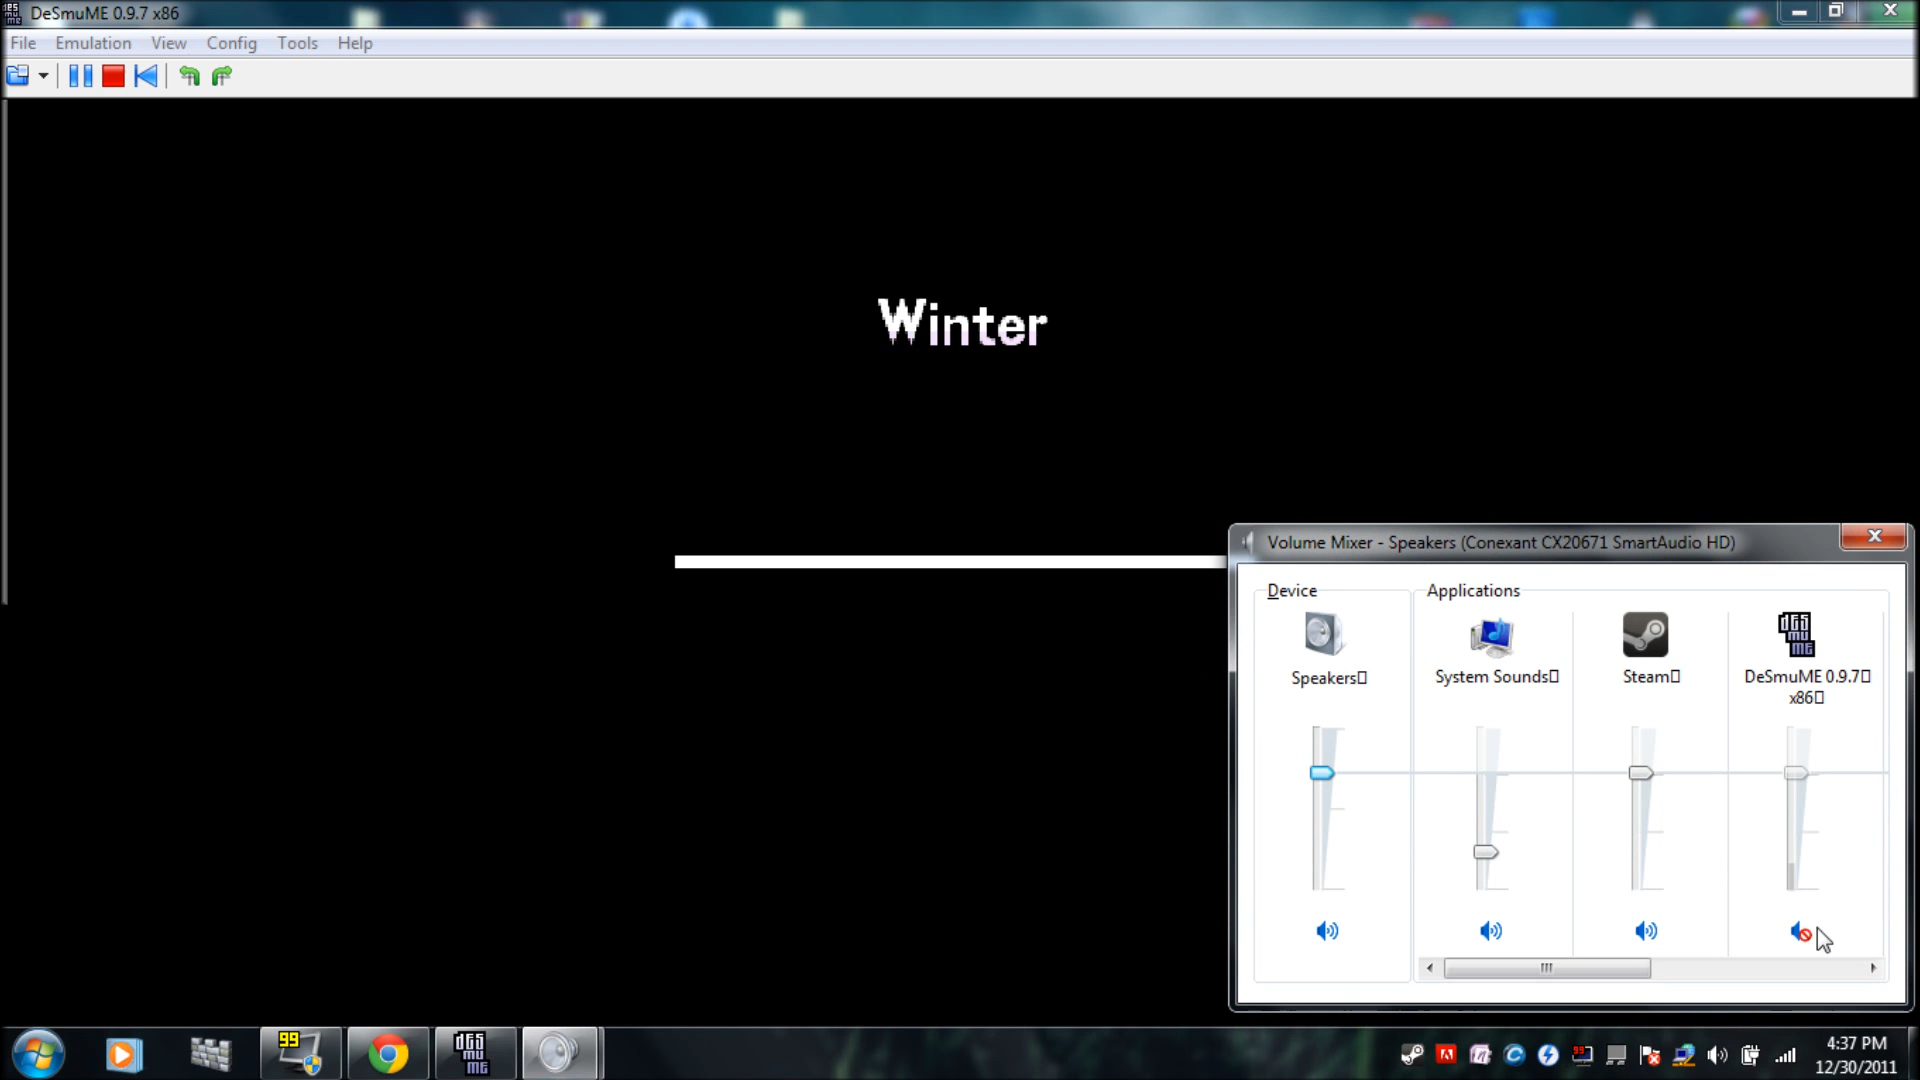 DeSmuME 0.9.7 x86
File Emulation View Config Tools Help
Winter
Volume Mixer - Speakers (Conexant CX20671 SmartAudio HD)
Device Applications
Speakers System Sounds Steam DeSmuME 0.9.7
x86
99
4:37 PM
12/30/2011